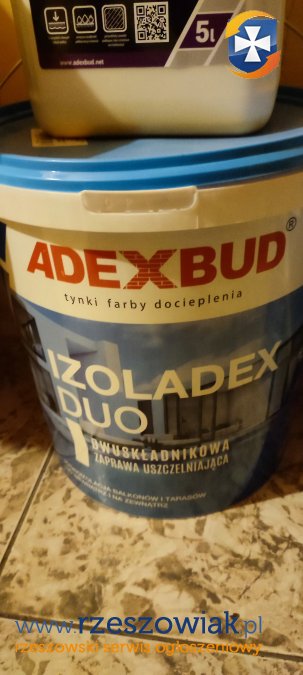 www.adexbud.net
5l
ADEXBUD®
tynki farby docieplenia
IZOLADEX
DUO
DWUSKŁADNIKOWA
ZAPRAWA USZCZELNIAJĄCA
BALKONÓW I TARASÓW
I NA ZEWNĄTRZ
www.rzeszowiak.pl
rzeszowski serwis ogłoszeniowy